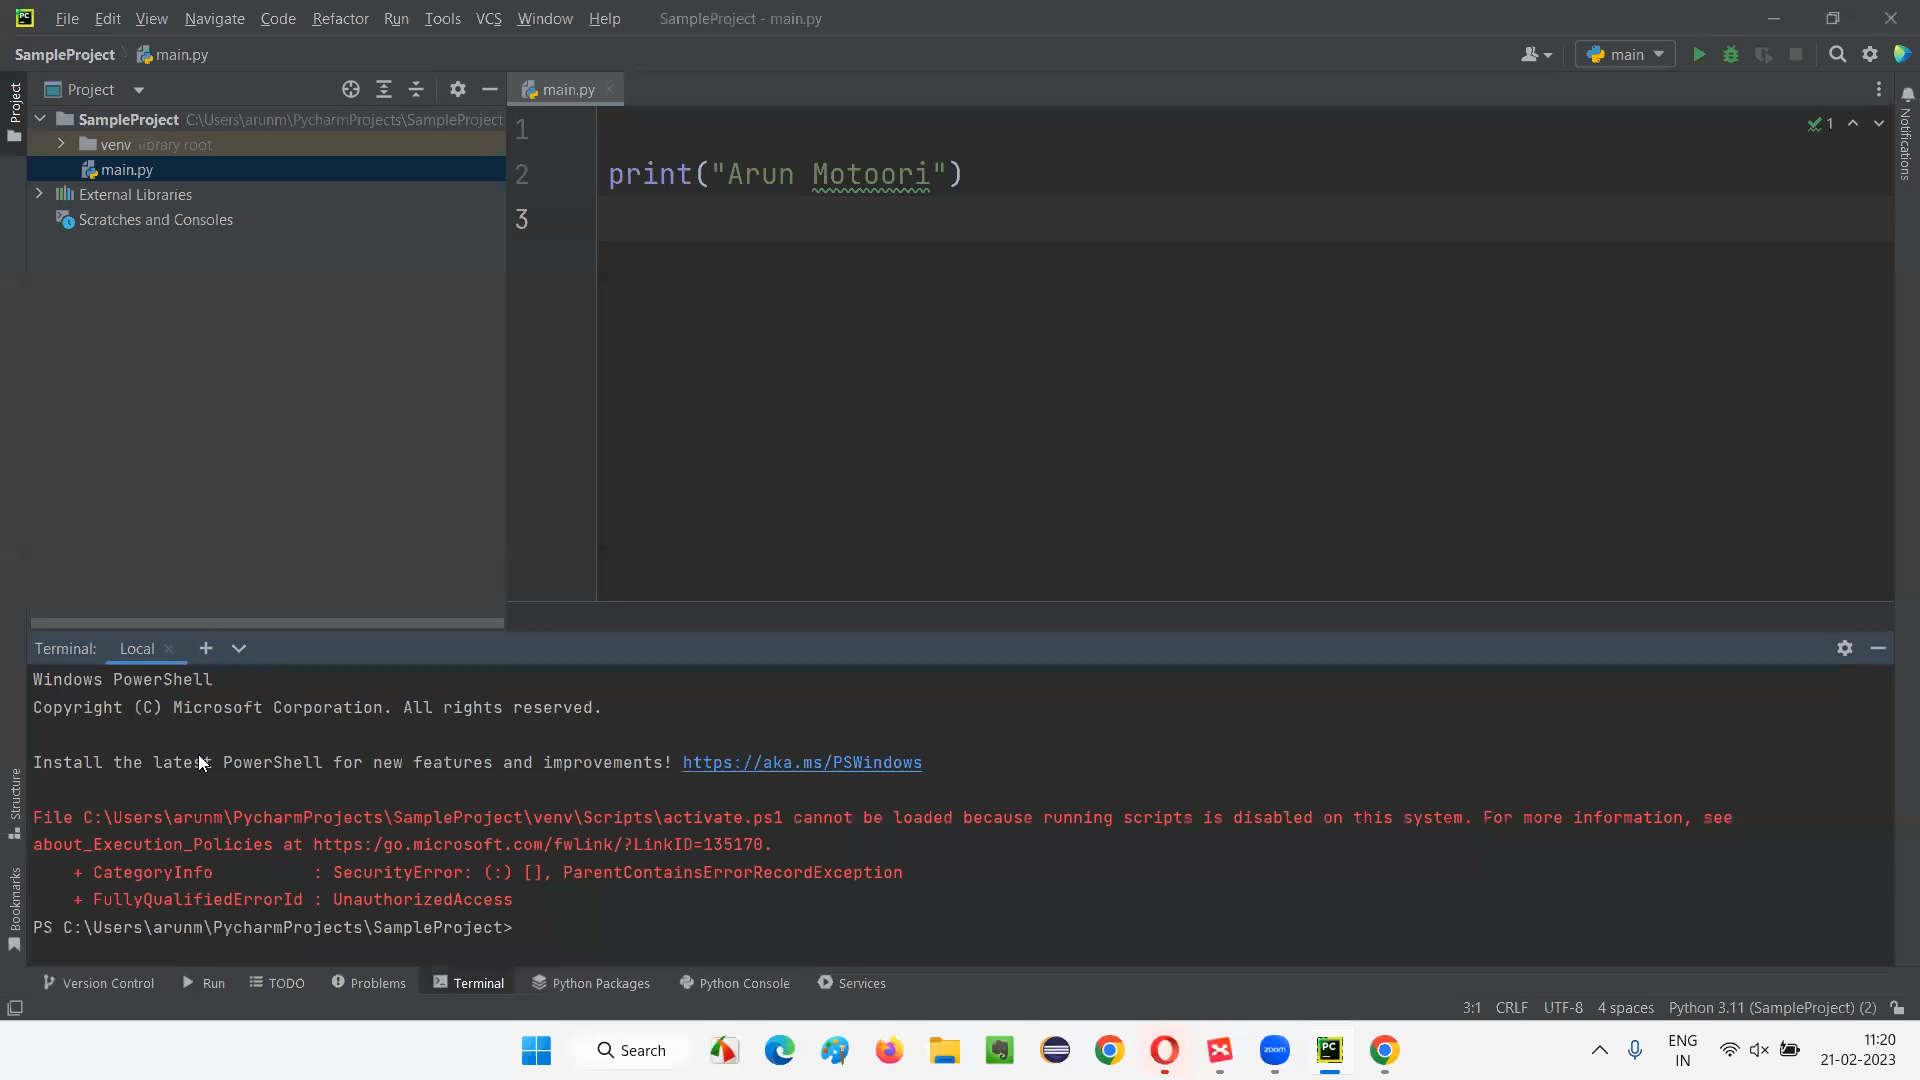 File Edit View Navigate Code Refactor Run Tools VCS Window Help SampleProject - main.py
SampleProject main.py main
Project
Project main.py
SampleProject C:\Users\arunm\PycharmProjects\SampleProject
venv library root
main.py
External Libraries
Scratches and Consoles
1
2 print("Arun Motoori")
3
1
Notifications
Terminal: Local
Windows PowerShell
Copyright (C) Microsoft Corporation. All rights reserved.
Install the latest PowerShell for new features and improvements! https://aka.ms/PSWindows
File C:\Users\arunm\PycharmProjects\SampleProject\venv\Scripts\activate.ps1 cannot be loaded because running scripts is disabled on this system. For more information, see
about_Execution_Policies at https:/go.microsoft.com/fwlink/?LinkID=135170.
+ CategoryInfo : SecurityError: (:) [], ParentContainsErrorRecordException
+ FullyQualifiedErrorId : UnauthorizedAccess
PS C:\Users\arunm\PycharmProjects\SampleProject>
Structure
Bookmarks
Version Control Run TODO Problems Terminal Python Packages Python Console Services
3:1 CRLF UTF-8 4 spaces Python 3.11 (SampleProject) (2)
Search
zoom
PC
ENG
IN
11:20
21-02-2023